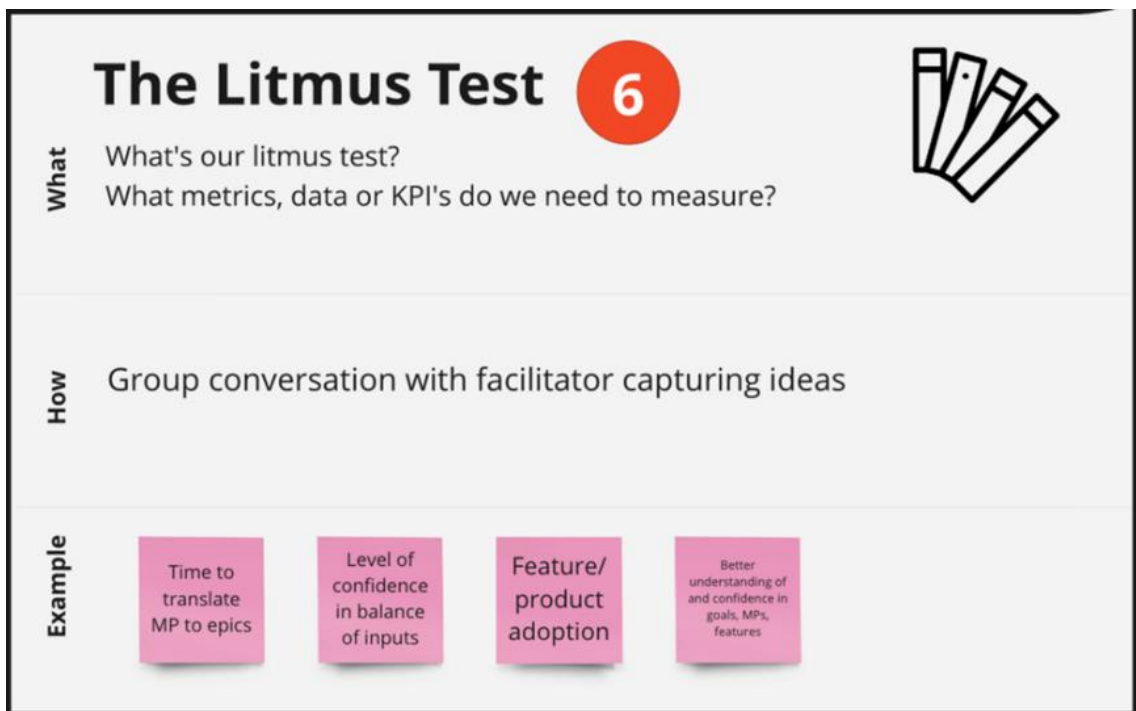 The Litmus Test
6
What
What's our litmus test?
What metrics, data or KPI's do we need to measure?
How
Group conversation with facilitator capturing ideas
Example
Time to
translate
MP to epics
Level of
confidence
in balance
of inputs
Feature/
product
adoption
Better
understanding of
and confidence in
goals, MPs,
features